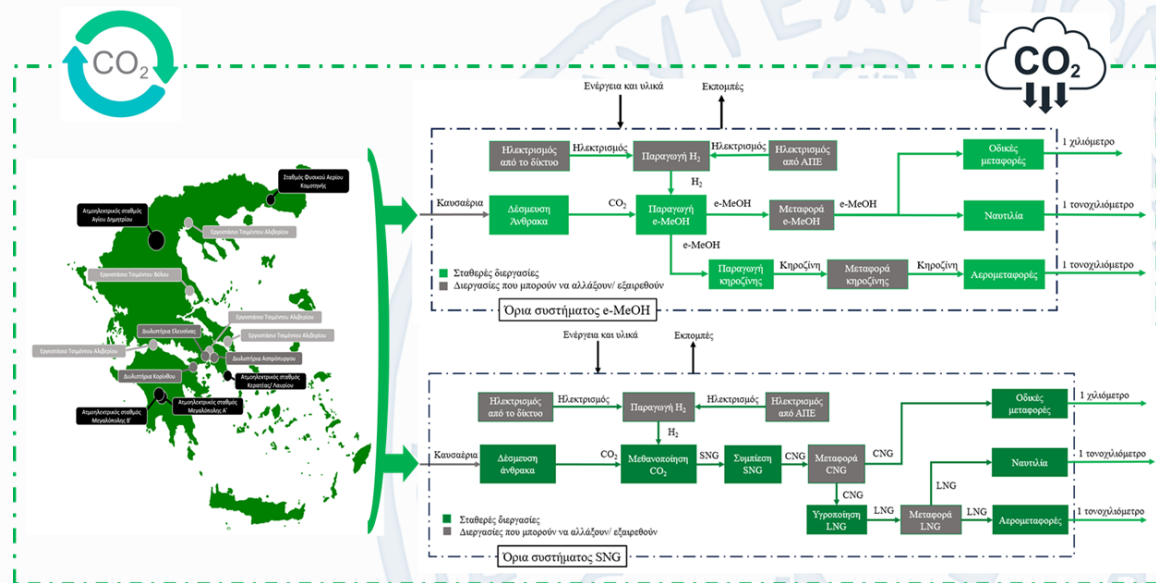 CO2
CO2
Σταθμός Φυσικού Αερίου
Κομοτηνής
Ατμοηλεκτρικός σταθμός
Αγίου Δημητρίου
Εργοστάσιο Τσιμέντου Αλιβερίου
Εργοστάσιο Τσιμέντου Βόλου
Εργοστάσιο Τσιμέντου Αλιβερίου
Διυλιστήρια Ελευσίνας
Εργοστάσιο Τσιμέντου Αλιβερίου
Εργοστάσιο Τσιμέντου Αλιβερίου
Διυλιστήρια Ασπρόπυργου
Διυλιστήρια Κορίνθου
Ατμοηλεκτρικός σταθμός
Κερατέας/ Λαυρίου
Ατμοηλεκτρικός σταθμός
Μεγαλόπολης Α'
Ατμοηλεκτρικός σταθμός
Μεγαλόπολης Β'
Ενέργεια και υλικά
Εκπομπές
Ηλεκτρισμός
από το δίκτυο
Ηλεκτρισμός
Παραγωγή H2
Ηλεκτρισμός
Ηλεκτρισμός
από ΑΠΕ
Οδικές
μεταφορές
1 χιλιόμετρο
H2
Καυσαέρια
Δέσμευση
Άνθρακα
CO2
Παραγωγή
e-MeOH
e-MeOH
Μεταφορά
e-MeOH
e-MeOH
Ναυτιλία
1 τονοχιλιόμετρο
e-MeOH
Παραγωγή
κηροζίνης
Κηροζίνη
Μεταφορά
κηροζίνης
Κηροζίνη
Αερομεταφορές
1 τονοχιλιόμετρο
Σταθερές διεργασίες
Διεργασίες που μπορούν να αλλάξουν/ εξαιρεθούν
Όρια συστήματος e-MeOH
Ενέργεια και υλικά
Εκπομπές
Ηλεκτρισμός
από το δίκτυο
Ηλεκτρισμός
Παραγωγή H2
Ηλεκτρισμός
Ηλεκτρισμός
από ΑΠΕ
Οδικές
μεταφορές
1 χιλιόμετρο
H2
Καυσαέρια
Δέσμευση
άνθρακα
CO2
Μεθανοποίηση
CO2
SNG
Συμπίεση
SNG
CNG
Μεταφορά
CNG
CNG
Ναυτιλία
1 τονοχιλιόμετρο
CNG
LNG
Υγροποίηση
LNG
LNG
Μεταφορά
LNG
LNG
Αερομεταφορές
1 τονοχιλιόμετρο
Σταθερές διεργασίες
Διεργασίες που μπορούν να αλλάξουν/ εξαιρεθούν
Όρια συστήματος SNG